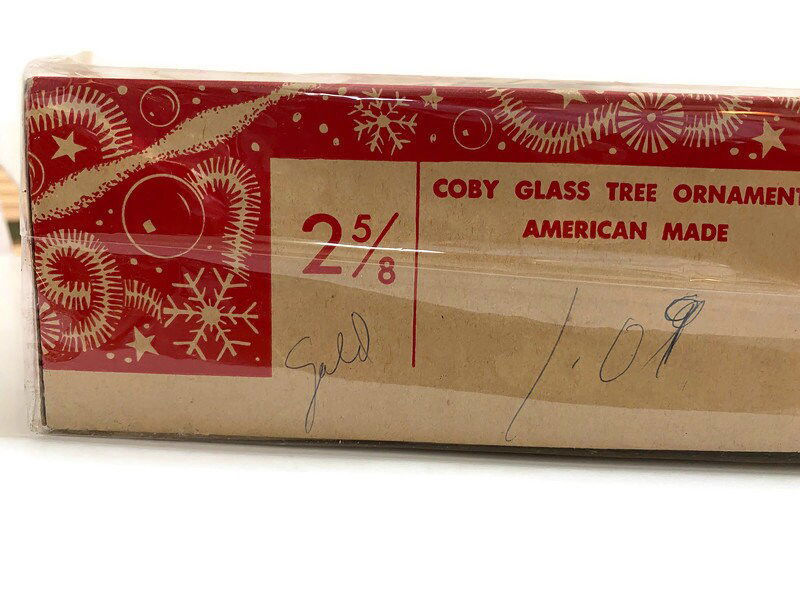 COBY GLASS TREE ORNAMENT
AMERICAN MADE
2 5/8
Gold
1.09